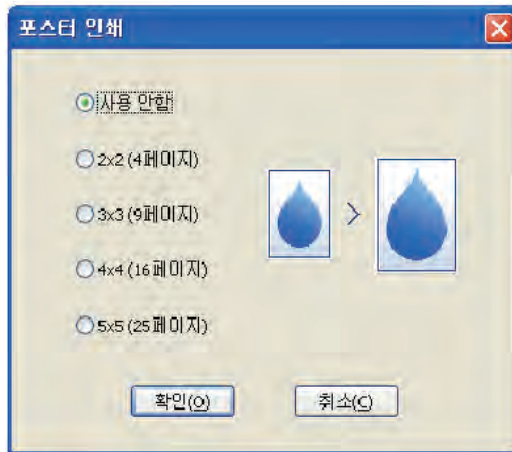 포스터 인쇄
사용 안함
2x2 (4페이지)
3x3 (9페이지)
4x4 (16페이지)
5x5 (25페이지)
확인(O) 취소(C)